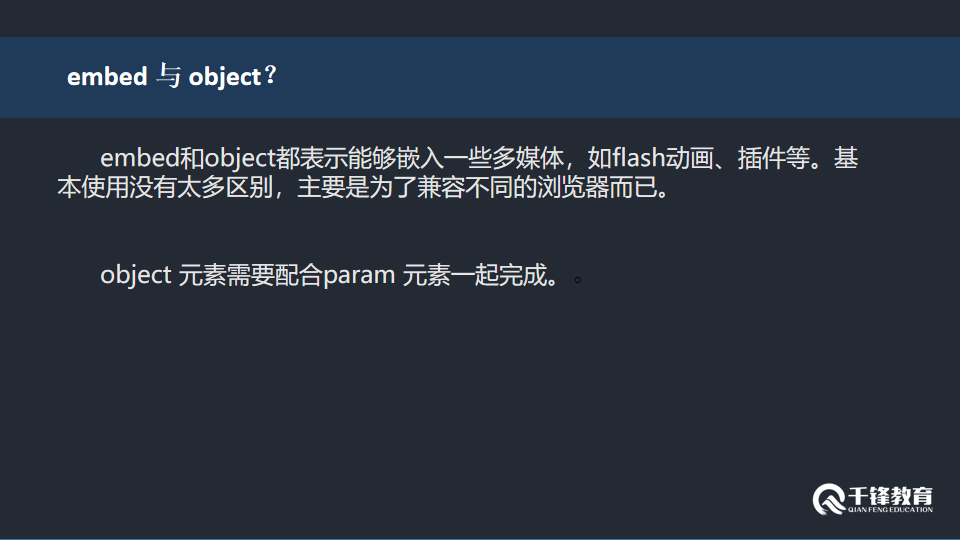 embed 与 object？
embed和object都表示能够嵌入一些多媒体，如flash动画、插件等。基
本使用没有太多区别，主要是为了兼容不同的浏览器而已。
object 元素需要配合param 元素一起完成。。
千锋教育
QIAN FENG EDUCATION